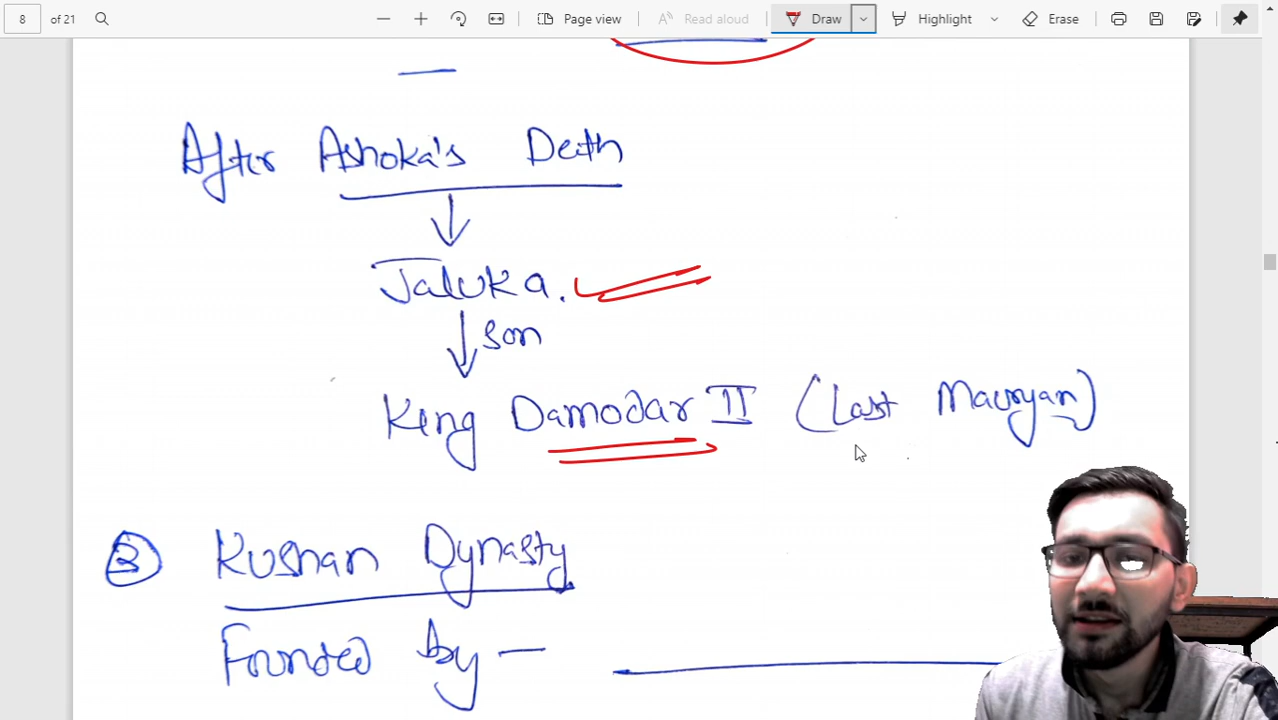 8 of 21 Page view Read aloud Draw Highlight Erase
After Ashoka's Death
Jaluka.
son
King Damodar II (Last Mauryan)
3 Kushan Dynasty
Founded by —